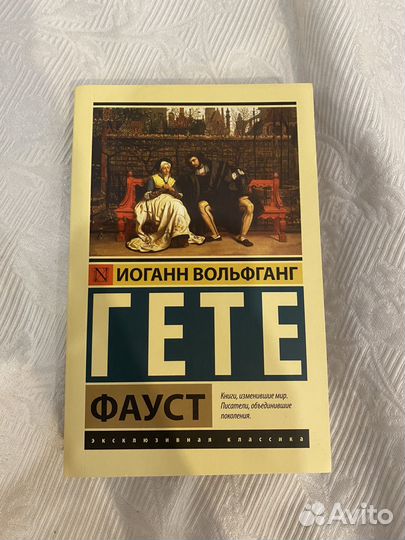 N ИОГАНН ВОЛЬФГАНГ
ГЕТЕ
ФАУСТ
Книги, изменившие мир.
Писатели, объединившие
поколения.
эксклюзивная классика
Avito